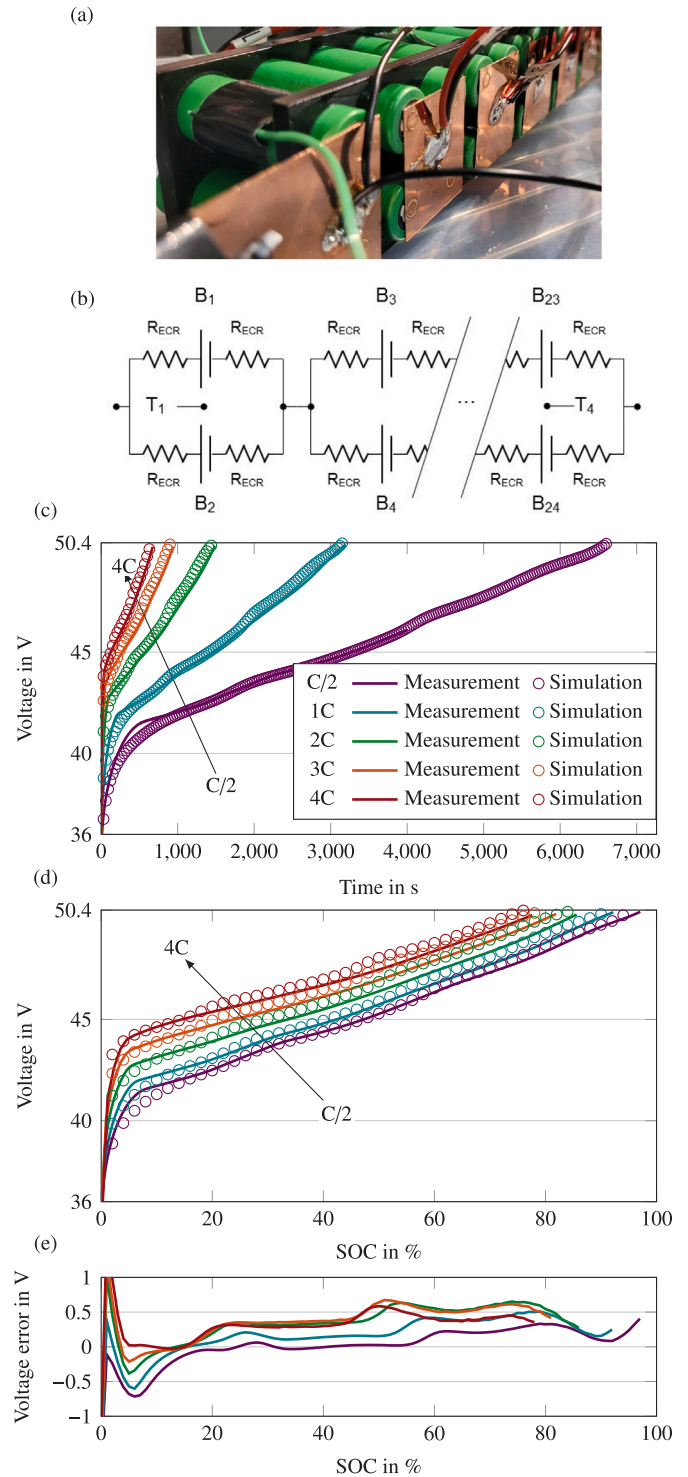 (a)
(b)
B1 B3 B23
RECR RECR RECR RECR RECR
T1 ... T4
RECR RECR RECR RECR RECR
B2 B4 B24
(c)
50.4
45
40
36
Voltage in V
4C
C/2
C/2 Measurement Simulation
1C Measurement Simulation
2C Measurement Simulation
3C Measurement Simulation
4C Measurement Simulation
0 1,000 2,000 3,000 4,000 5,000 6,000 7,000
Time in s
(d)
50.4
45
40
36
Voltage in V
4C
C/2
0 20 40 60 80 100
SOC in %
(e)
1
0.5
0
−0.5
−1
Voltage error in V
0 20 40 60 80 100
SOC in %